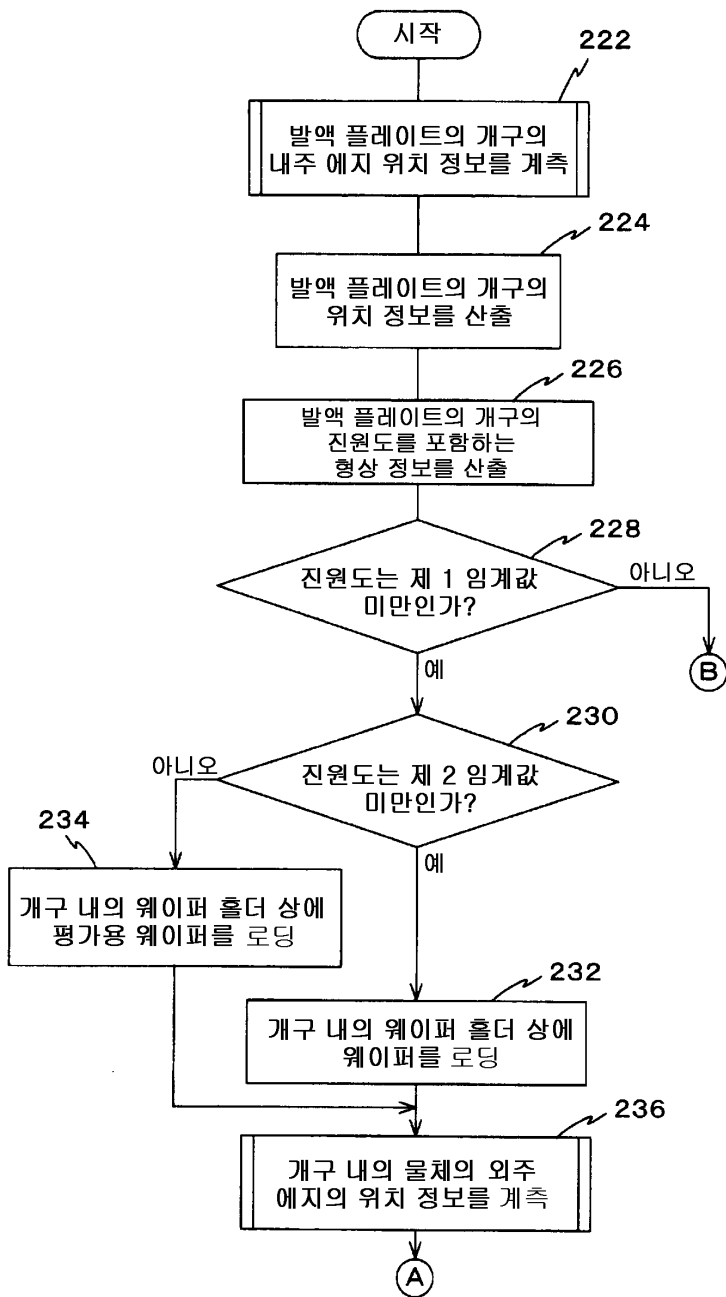 시작
222
발액 플레이트의 개구의
내주 에지 위치 정보를 계측
224
발액 플레이트의 개구의
위치 정보를 산출
226
발액 플레이트의 개구의
진원도를 포함하는
형상 정보를 산출
228
진원도는 제 1 임계값
미만인가?
아니오
B
예
230
진원도는 제 2 임계값
미만인가?
아니오
예
234
개구 내의 웨이퍼 홀더 상에
평가용 웨이퍼를 로딩
232
개구 내의 웨이퍼 홀더 상에
웨이퍼를 로딩
236
개구 내의 물체의 외주
에지의 위치 정보를 계측
A